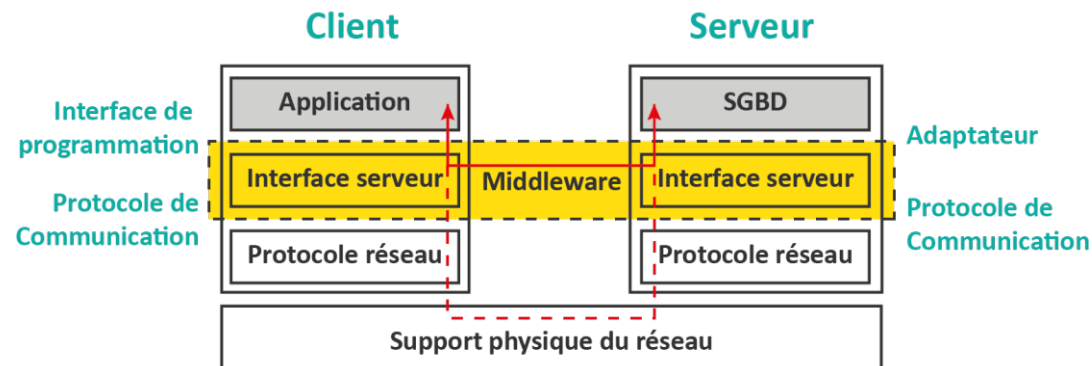 Client
Serveur
Application
SGBD
Interface de
programmation
Adaptateur
Interface serveur
Middleware
Interface serveur
Protocole de
Communication
Protocole de
Communication
Protocole réseau
Protocole réseau
Support physique du réseau